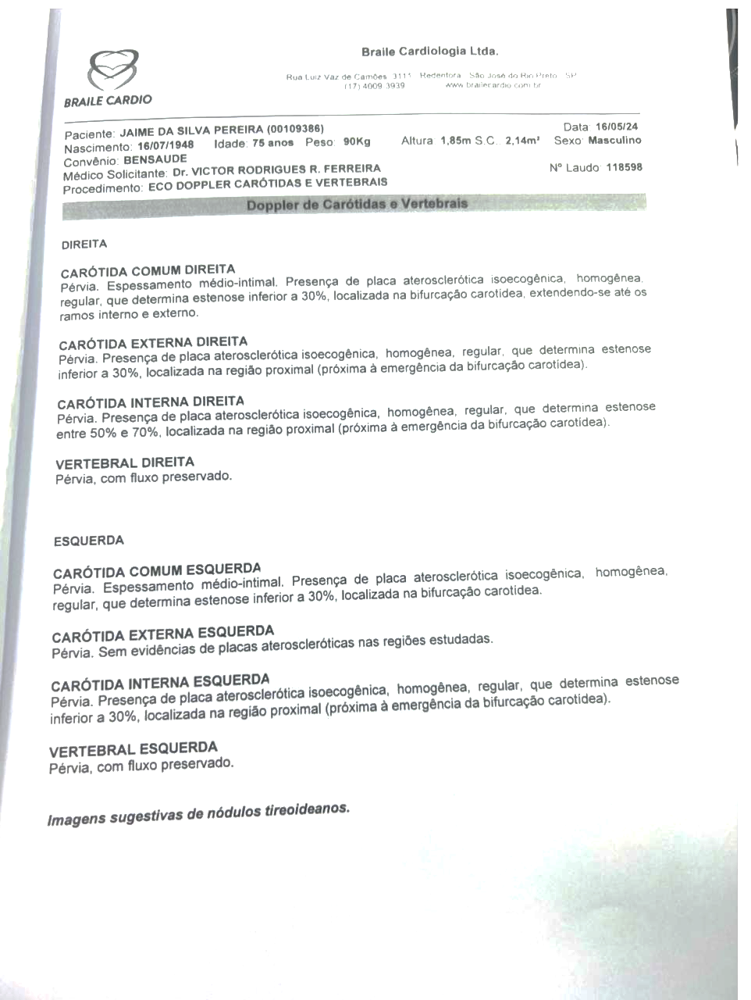 Braile Cardiologia Ltda.
Rua Luiz Vaz de Camões 3111 Redentora São José do Rio Preto SP
(17) 4009 3939 www.brailecardio.com.br
BRAILE CARDIO
Paciente: JAIME DA SILVA PEREIRA (00109386) Data: 16/05/24
Nascimento: 16/07/1948 Idade: 75 anos Peso: 90Kg Altura: 1,85m S.C.. 2,14m² Sexo: Masculino
Convênio: BENSAUDE
Médico Solicitante: Dr. VICTOR RODRIGUES R. FERREIRA Nº Laudo: 118598
Procedimento: ECO DOPPLER CARÓTIDAS E VERTEBRAIS
Doppler de Carótidas e Vertebrais
DIREITA
CARÓTIDA COMUM DIREITA
Pérvia. Espessamento médio-intimal. Presença de placa aterosclerótica isoecogênica, homogênea,
regular, que determina estenose inferior a 30%, localizada na bifurcação carotidea, extendendo-se até os
ramos interno e externo.
CARÓTIDA EXTERNA DIREITA
Pérvia. Presença de placa aterosclerótica isoecogênica, homogênea, regular, que determina estenose
inferior a 30%, localizada na região proximal (próxima à emergência da bifurcação carotidea).
CARÓTIDA INTERNA DIREITA
Pérvia. Presença de placa aterosclerótica isoecogênica, homogênea, regular, que determina estenose
entre 50% e 70%, localizada na região proximal (próxima à emergência da bifurcação carotidea).
VERTEBRAL DIREITA
Pérvia, com fluxo preservado.
ESQUERDA
CARÓTIDA COMUM ESQUERDA
Pérvia. Espessamento médio-intimal. Presença de placa aterosclerótica isoecogênica, homogênea,
regular, que determina estenose inferior a 30%, localizada na bifurcação carotidea.
CARÓTIDA EXTERNA ESQUERDA
Pérvia. Sem evidências de placas ateroscleróticas nas regiões estudadas.
CARÓTIDA INTERNA ESQUERDA
Pérvia. Presença de placa aterosclerótica isoecogênica, homogênea, regular, que determina estenose
inferior a 30%, localizada na região proximal (próxima à emergência da bifurcação carotidea).
VERTEBRAL ESQUERDA
Pérvia, com fluxo preservado.
Imagens sugestivas de nódulos tireoideanos.